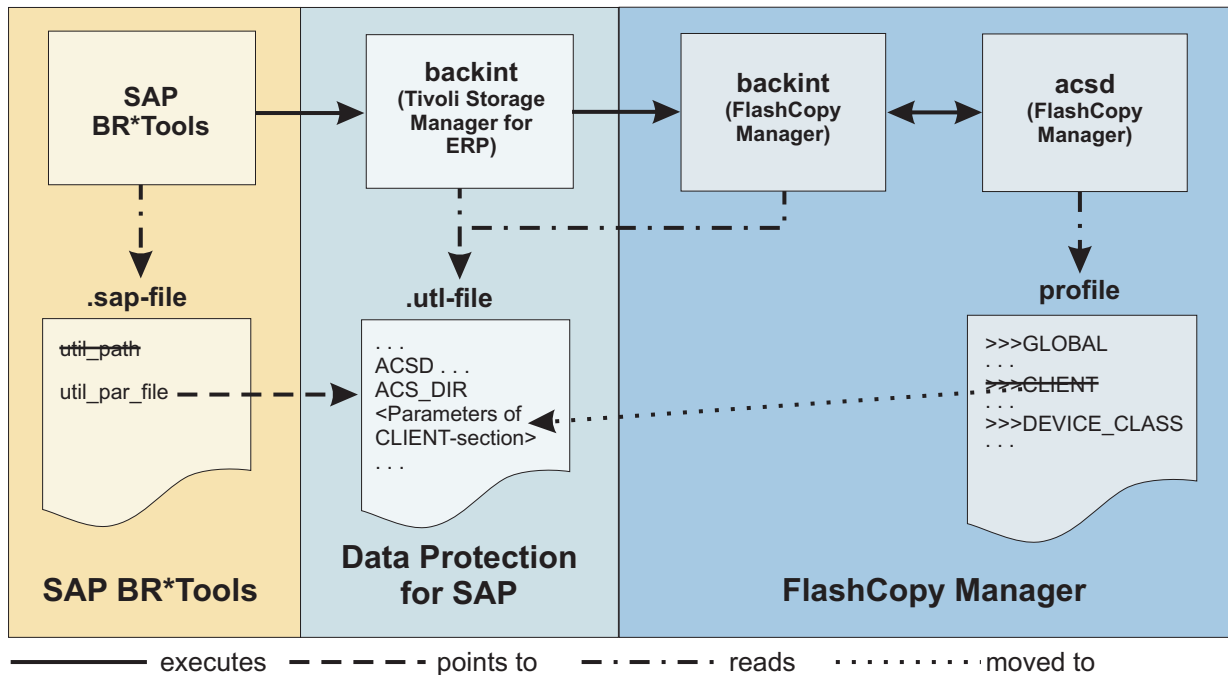 SAP
BR*Tools
backint
(Tivoli Storage
Manager for
ERP)
backint
(FlashCopy
Manager)
acsd
(FlashCopy
Manager)
.sap-file
util_path
util_par_file
.utl-file
. . .
ACSD . . .
ACS_DIR
<Parameters of
CLIENT-section>
. . .
profile
>>>GLOBAL
. . .
>>>CLIENT
. . .
>>>DEVICE_CLASS
. . .
SAP BR*Tools
Data Protection
for SAP
FlashCopy Manager
executes
points to
reads
moved to